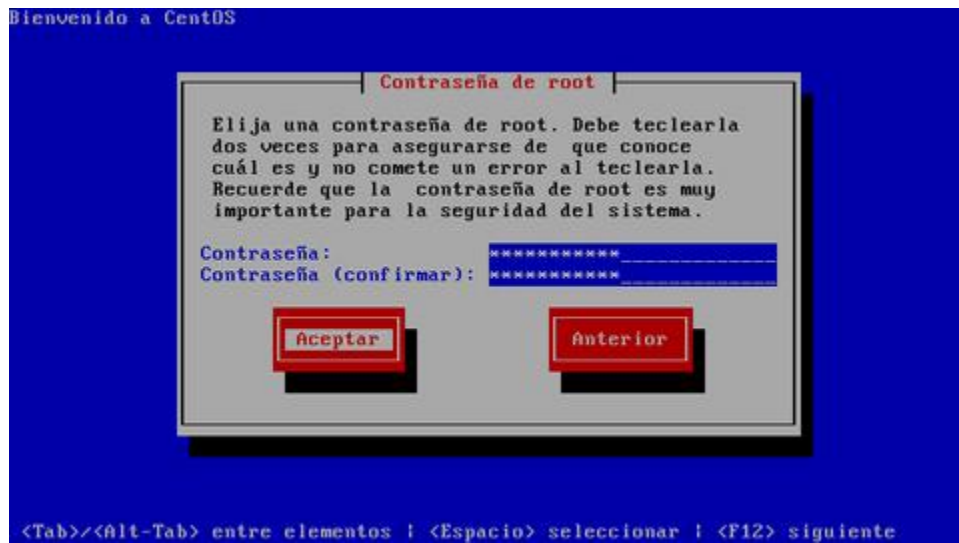 Bienvenido a CentOS
Contraseña de root
Elija una contraseña de root. Debe teclearla
dos veces para asegurarse de que conoce
cuál es y no comete un error al teclearla.
Recuerde que la contraseña de root es muy
importante para la seguridad del sistema.
Contraseña: ***********_____________
Contraseña (confirmar): ***********_____________
Aceptar Anterior
<Tab>/<Alt-Tab> entre elementos | <Espacio> seleccionar | <F12> siguiente